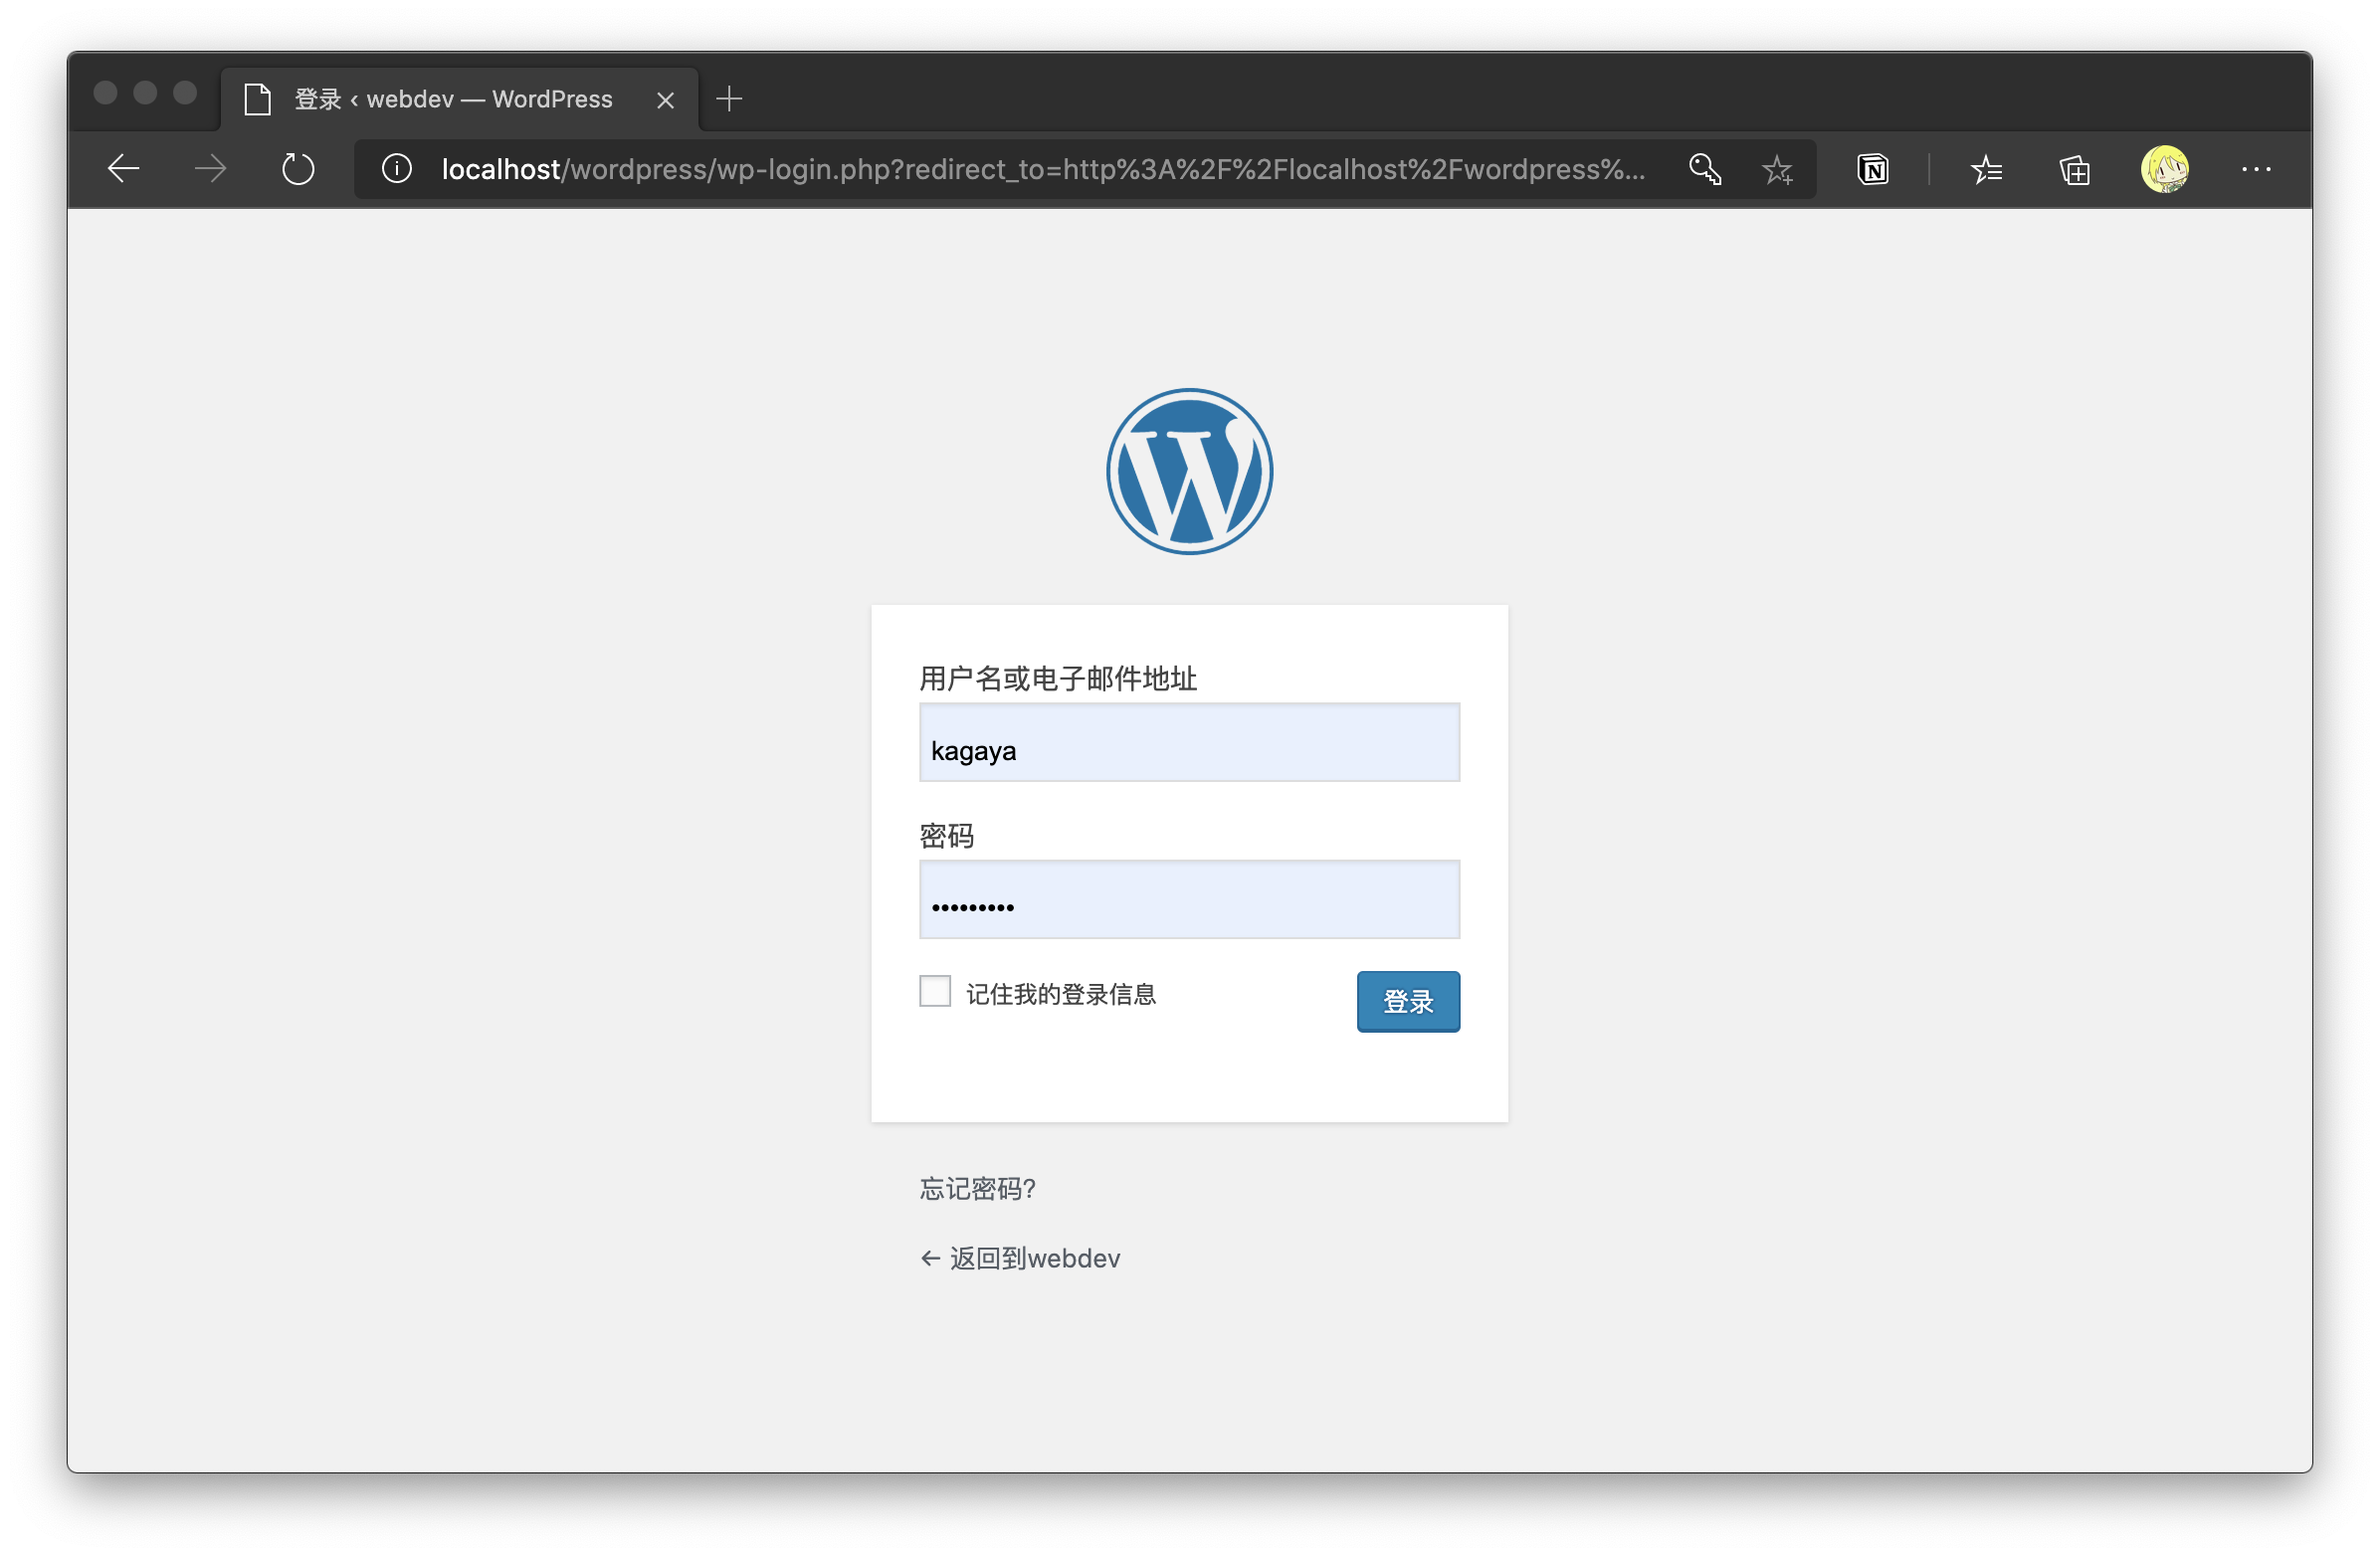 登录 ‹ webdev — WordPress
localhost/wordpress/wp-login.php?redirect_to=http%3A%2F%2Flocalhost%2Fwordpress%...
用户名或电子邮件地址
kagaya
密码
•••••••••
记住我的登录信息
登录
忘记密码?
← 返回到webdev